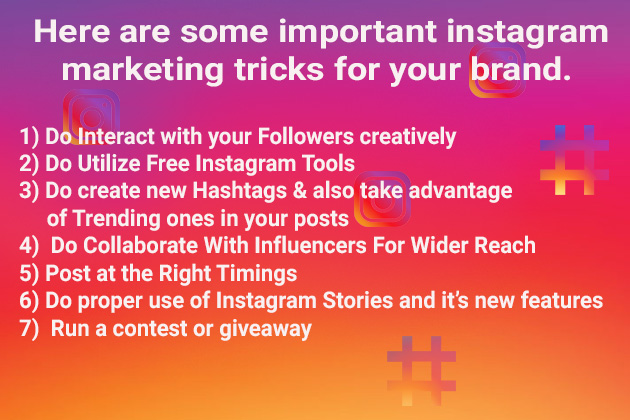 Here are some important instagram
marketing tricks for your brand.
1) Do Interact with your Followers creatively
2) Do Utilize Free Instagram Tools
3) Do create new Hashtags & also take advantage
of Trending ones in your posts
4) Do Collaborate With Influencers For Wider Reach
5) Post at the Right Timings
6) Do proper use of Instagram Stories and it's new features
7) Run a contest or giveaway